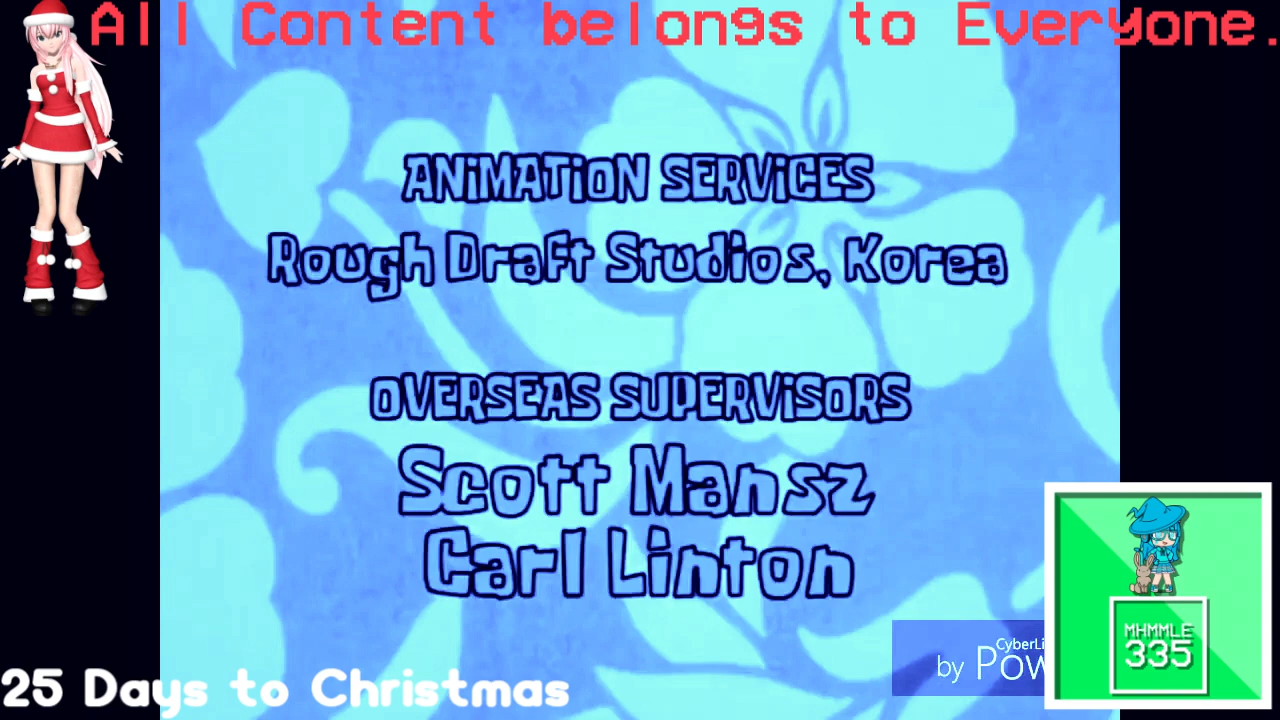 All Content belongs to Everyone.
ANiMATiON SERViCES
Rough Draft Studios, Korea
OVERSEAS SUPERViSORS
Scott Mansz
Carl Linton
by
MHMMLE
335
25 Days to Christmas